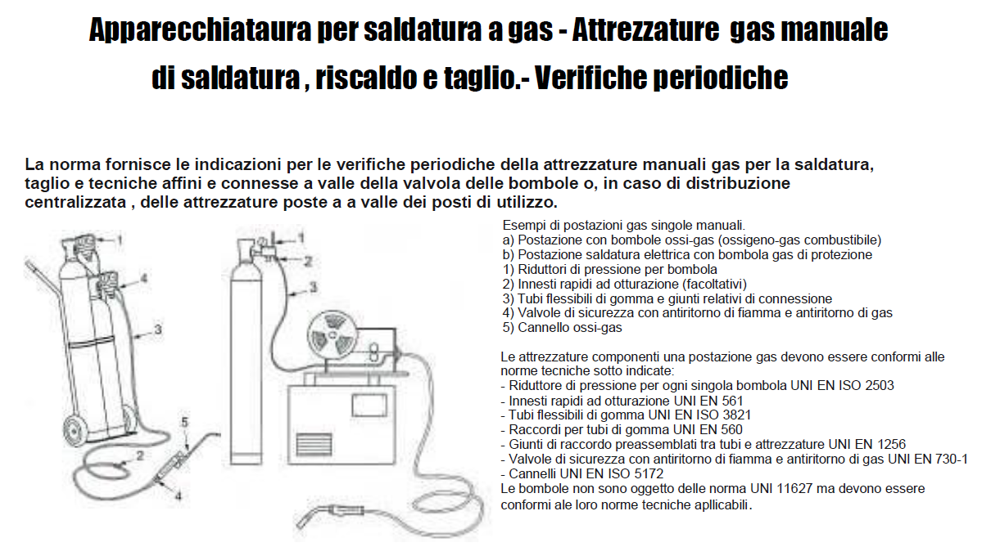 Apparecchiataura per saldatura a gas - Attrezzature gas manuale
di saldatura , riscaldo e taglio.- Verifiche periodiche
La norma fornisce le indicazioni per le verifiche periodiche della attrezzature manuali gas per la saldatura,
taglio e tecniche affini e connesse a valle della valvola delle bombole o, in caso di distribuzione
centralizzata , delle attrezzature poste a a valle dei posti di utilizzo.
1
4
3
5
2
4
1
2
3
Esempi di postazioni gas singole manuali.
a) Postazione con bombole ossi-gas (ossigeno-gas combustibile)
b) Postazione saldatura elettrica con bombola gas di protezione
1) Riduttori di pressione per bombola
2) Innesti rapidi ad otturazione (facoltativi)
3) Tubi flessibili di gomma e giunti relativi di connessione
4) Valvole di sicurezza con antiritorno di fiamma e antiritorno di gas
5) Cannello ossi-gas
Le attrezzature componenti una postazione gas devono essere conformi alle
norme tecniche sotto indicate:
- Riduttore di pressione per ogni singola bombola UNI EN ISO 2503
- Innesti rapidi ad otturazione UNI EN 561
- Tubi flessibili di gomma UNI EN ISO 3821
- Raccordi per tubi di gomma UNI EN 560
- Giunti di raccordo preassemblati tra tubi e attrezzature UNI EN 1256
- Valvole di sicurezza con antiritorno di fiamma e antiritorno di gas UNI EN 730-1
- Cannelli UNI EN ISO 5172
Le bombole non sono oggetto delle norma UNI 11627 ma devono essere
conformi ale loro norme tecniche apllicabili.